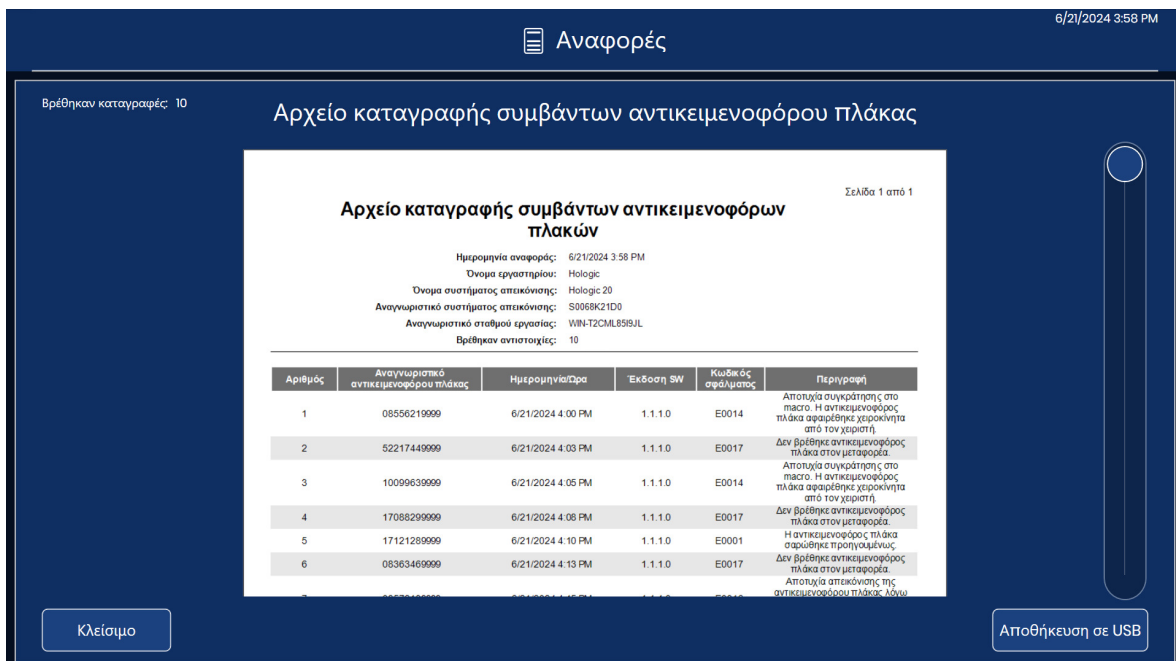 6/21/2024 3:58 PM
Αναφορές
Βρέθηκαν καταγραφές: 10
Αρχείο καταγραφής συμβάντων αντικειμενοφόρου πλάκας
Σελίδα 1 από 1
Αρχείο καταγραφής συμβάντων αντικειμενοφόρων
πλακών
Ημερομηνία αναφοράς: 6/21/2024 3:58 PM
Όνομα εργαστηρίου: Hologic
Όνομα συστήματος απεικόνισης: Hologic 20
Αναγνωριστικό συστήματος απεικόνισης: S0068K21D0
Αναγνωριστικό σταθμού εργασίας: WIN-T2CML85I9JL
Βρέθηκαν αντιστοιχίες: 10
Αριθμός Αναγνωριστικό αντικειμενοφόρου πλάκας Ημερομηνία/Ώρα Έκδοση SW Κωδικός σφάλματος Περιγραφή
1 08556219999 6/21/2024 4:00 PM 1.1.1.0 E0014 Αποτυχία συγκράτησης στο
macro. Η αντικειμενοφόρος
πλάκα αφαιρέθηκε χειροκίνητα
από τον χειριστή.
2 52217449999 6/21/2024 4:03 PM 1.1.1.0 E0017 Δεν βρέθηκε αντικειμενοφόρος
πλάκα στον μεταφορέα.
3 10099639999 6/21/2024 4:05 PM 1.1.1.0 E0014 Αποτυχία συγκράτησης στο
macro. Η αντικειμενοφόρος
πλάκα αφαιρέθηκε χειροκίνητα
από τον χειριστή.
4 17088299999 6/21/2024 4:08 PM 1.1.1.0 E0017 Δεν βρέθηκε αντικειμενοφόρος
πλάκα στον μεταφορέα.
5 17121289999 6/21/2024 4:10 PM 1.1.1.0 E0001 Η αντικειμενοφόρος πλάκα
σαρώθηκε προηγουμένως.
6 08363469999 6/21/2024 4:13 PM 1.1.1.0 E0017 Δεν βρέθηκε αντικειμενοφόρος
πλάκα στον μεταφορέα.
Αποτυχία απεικόνισης της
αντικειμενοφόρου πλάκας λόγω
Κλείσιμο
Αποθήκευση σε USB